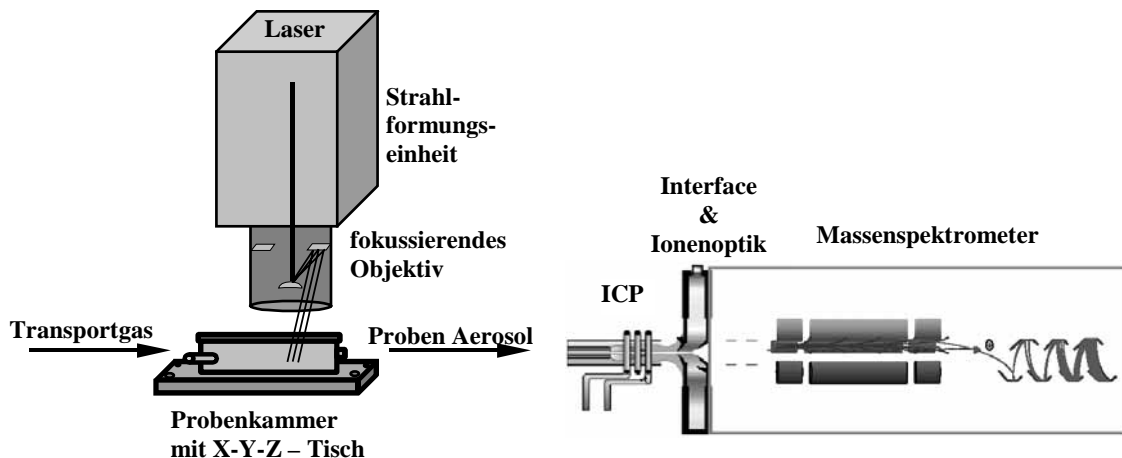 Laser
Strahl-
formungs-
einheit
fokussierendes
Objektiv
Transportgas
Proben Aerosol
Probenkammer
mit X-Y-Z – Tisch
ICP
Interface
&
Ionenoptik
Massenspektrometer